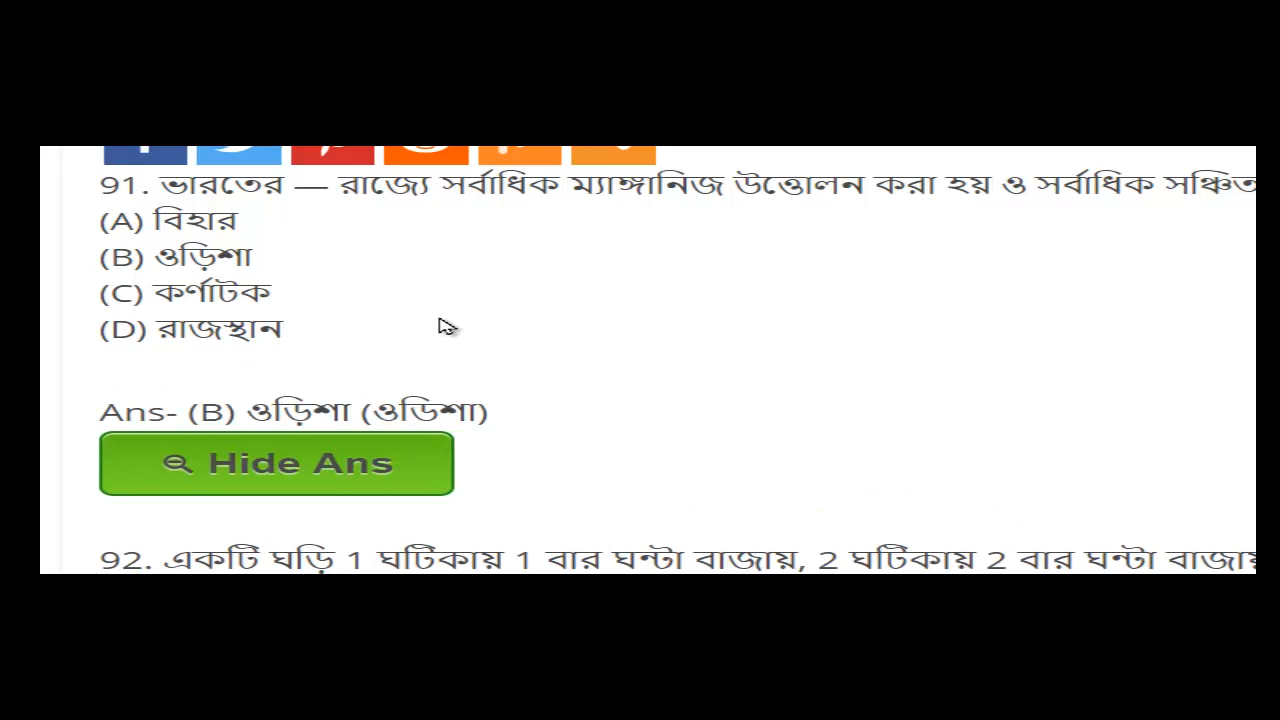 91. ভারতের — রাজ্যে সর্বাধিক ম্যাঙ্গানিজ উত্তোলন করা হয় ও সর্বাধিক সঞ্চিত
(A) বিহার
(B) ওড়িশা
(C) কর্ণাটক
(D) রাজস্থান
Ans- (B) ওড়িশা (ওডিশা)
Hide Ans
92. একটি ঘড়ি 1 ঘটিকায় 1 বার ঘন্টা বাজায়, 2 ঘটিকায় 2 বার ঘন্টা বাজায়